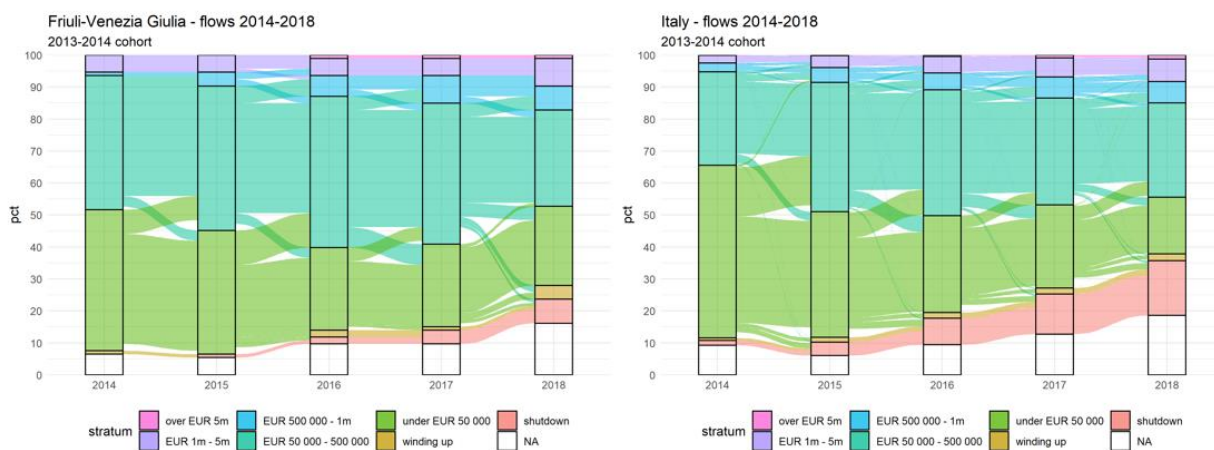 Friuli-Venezia Giulia - flows 2014-2018
2013-2014 cohort
100
90
80
70
60
50
40
30
20
10
0
pct
2014 2015 2016 2017 2018
stratum
over EUR 5m EUR 500 000 - 1m under EUR 50 000 shutdown
EUR 1m - 5m EUR 50 000 - 500 000 winding up NA
Italy - flows 2014-2018
2013-2014 cohort
100
90
80
70
60
50
40
30
20
10
0
pct
2014 2015 2016 2017 2018
stratum
over EUR 5m EUR 500 000 - 1m under EUR 50 000 shutdown
EUR 1m - 5m EUR 50 000 - 500 000 winding up NA